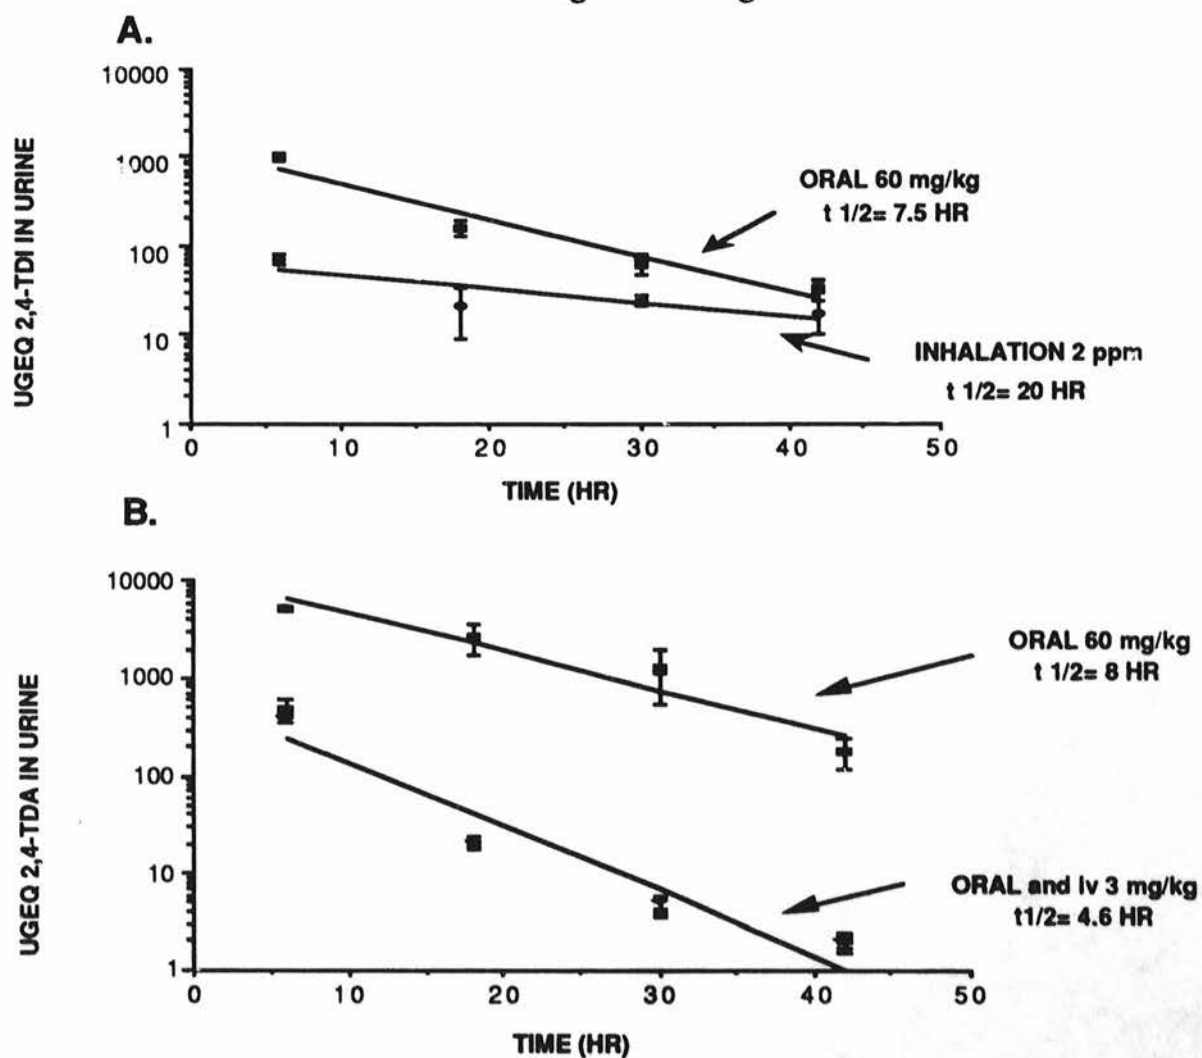 A.
UGEQ 2,4-TDI IN URINE
10000
1000
100
10
1
0 10 20 30 40 50
TIME (HR)
ORAL 60 mg/kg
t 1/2= 7.5 HR
INHALATION 2 ppm
t 1/2= 20 HR
B.
UGEQ 2,4-TDA IN URINE
10000
1000
100
10
1
0 10 20 30 40 50
TIME (HR)
ORAL 60 mg/kg
t 1/2= 8 HR
ORAL and Iv 3 mg/kg
t1/2= 4.6 HR